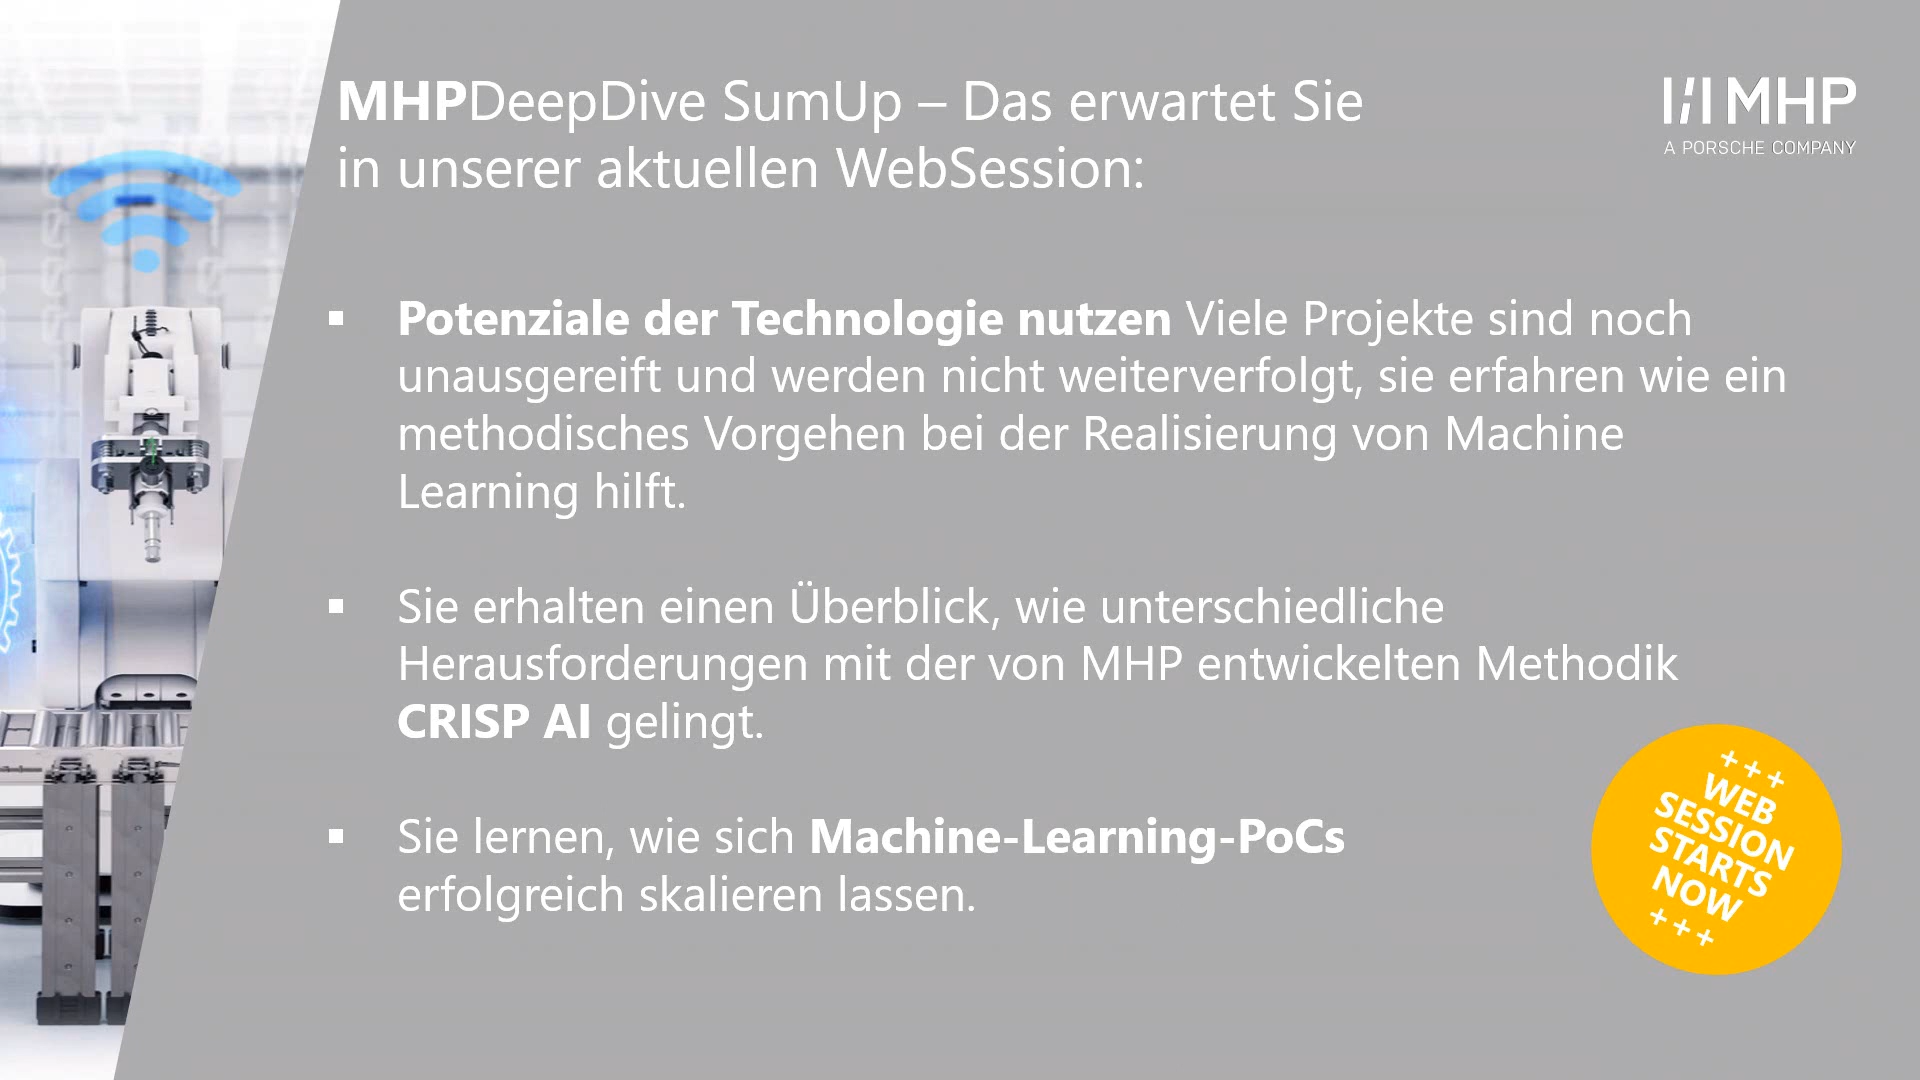 MHPDeepDive SumUp – Das erwartet Sie
in unserer aktuellen WebSession:
MHP
A PORSCHE COMPANY
▪ Potenziale der Technologie nutzen Viele Projekte sind noch
unausgereift und werden nicht weiterverfolgt, sie erfahren wie ein
methodisches Vorgehen bei der Realisierung von Machine
Learning hilft.
▪ Sie erhalten einen Überblick, wie unterschiedliche
Herausforderungen mit der von MHP entwickelten Methodik
CRISP AI gelingt.
▪ Sie lernen, wie sich Machine-Learning-PoCs
erfolgreich skalieren lassen.
+++
WEB
SESSION
STARTS
NOW
+++